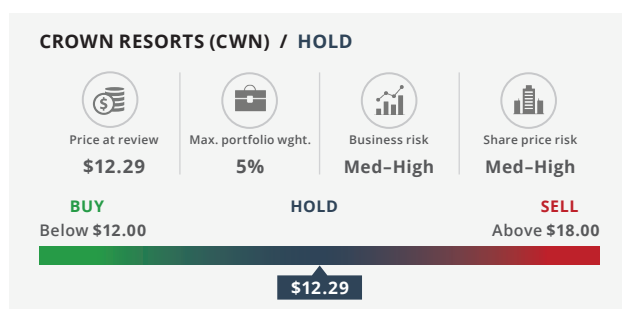 CROWN RESORTS (CWN) / HOLD
Price at review
$12.29
Max. portfolio wght.
5%
Business risk
Med–High
Share price risk
Med–High
BUY
Below $12.00
HOLD
SELL
Above $18.00
$12.29